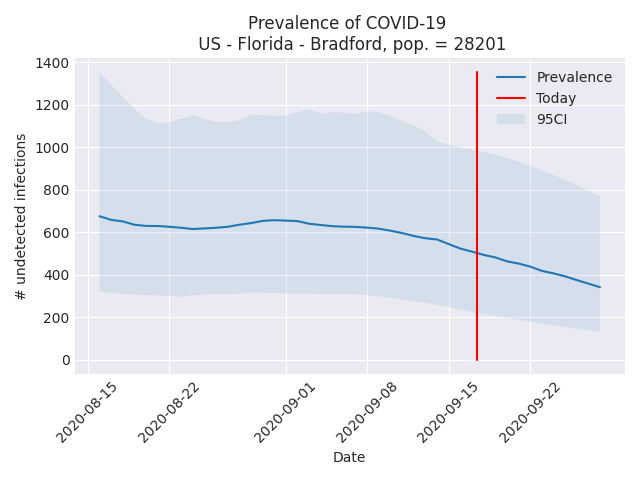 Prevalence of COVID-19
US - Florida - Bradford, pop. = 28201
Prevalence
Today
95CI
# undetected infections
1400
1200
1000
800
600
400
200
0
2020-08-15
2020-08-22
2020-09-01
2020-09-08
2020-09-15
2020-09-22
Date